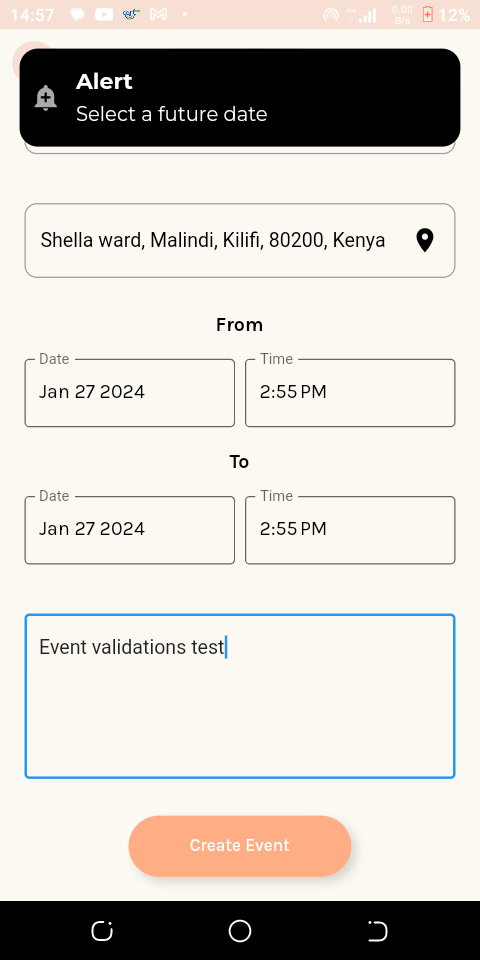 14:57
0.00
B/s
12%
Alert
Select a future date
Shella ward, Malindi, Kilifi, 80200, Kenya
From
Date Time
Jan 27 2024 2:55 PM
To
Date Time
Jan 27 2024 2:55 PM
Event validations test
Create Event